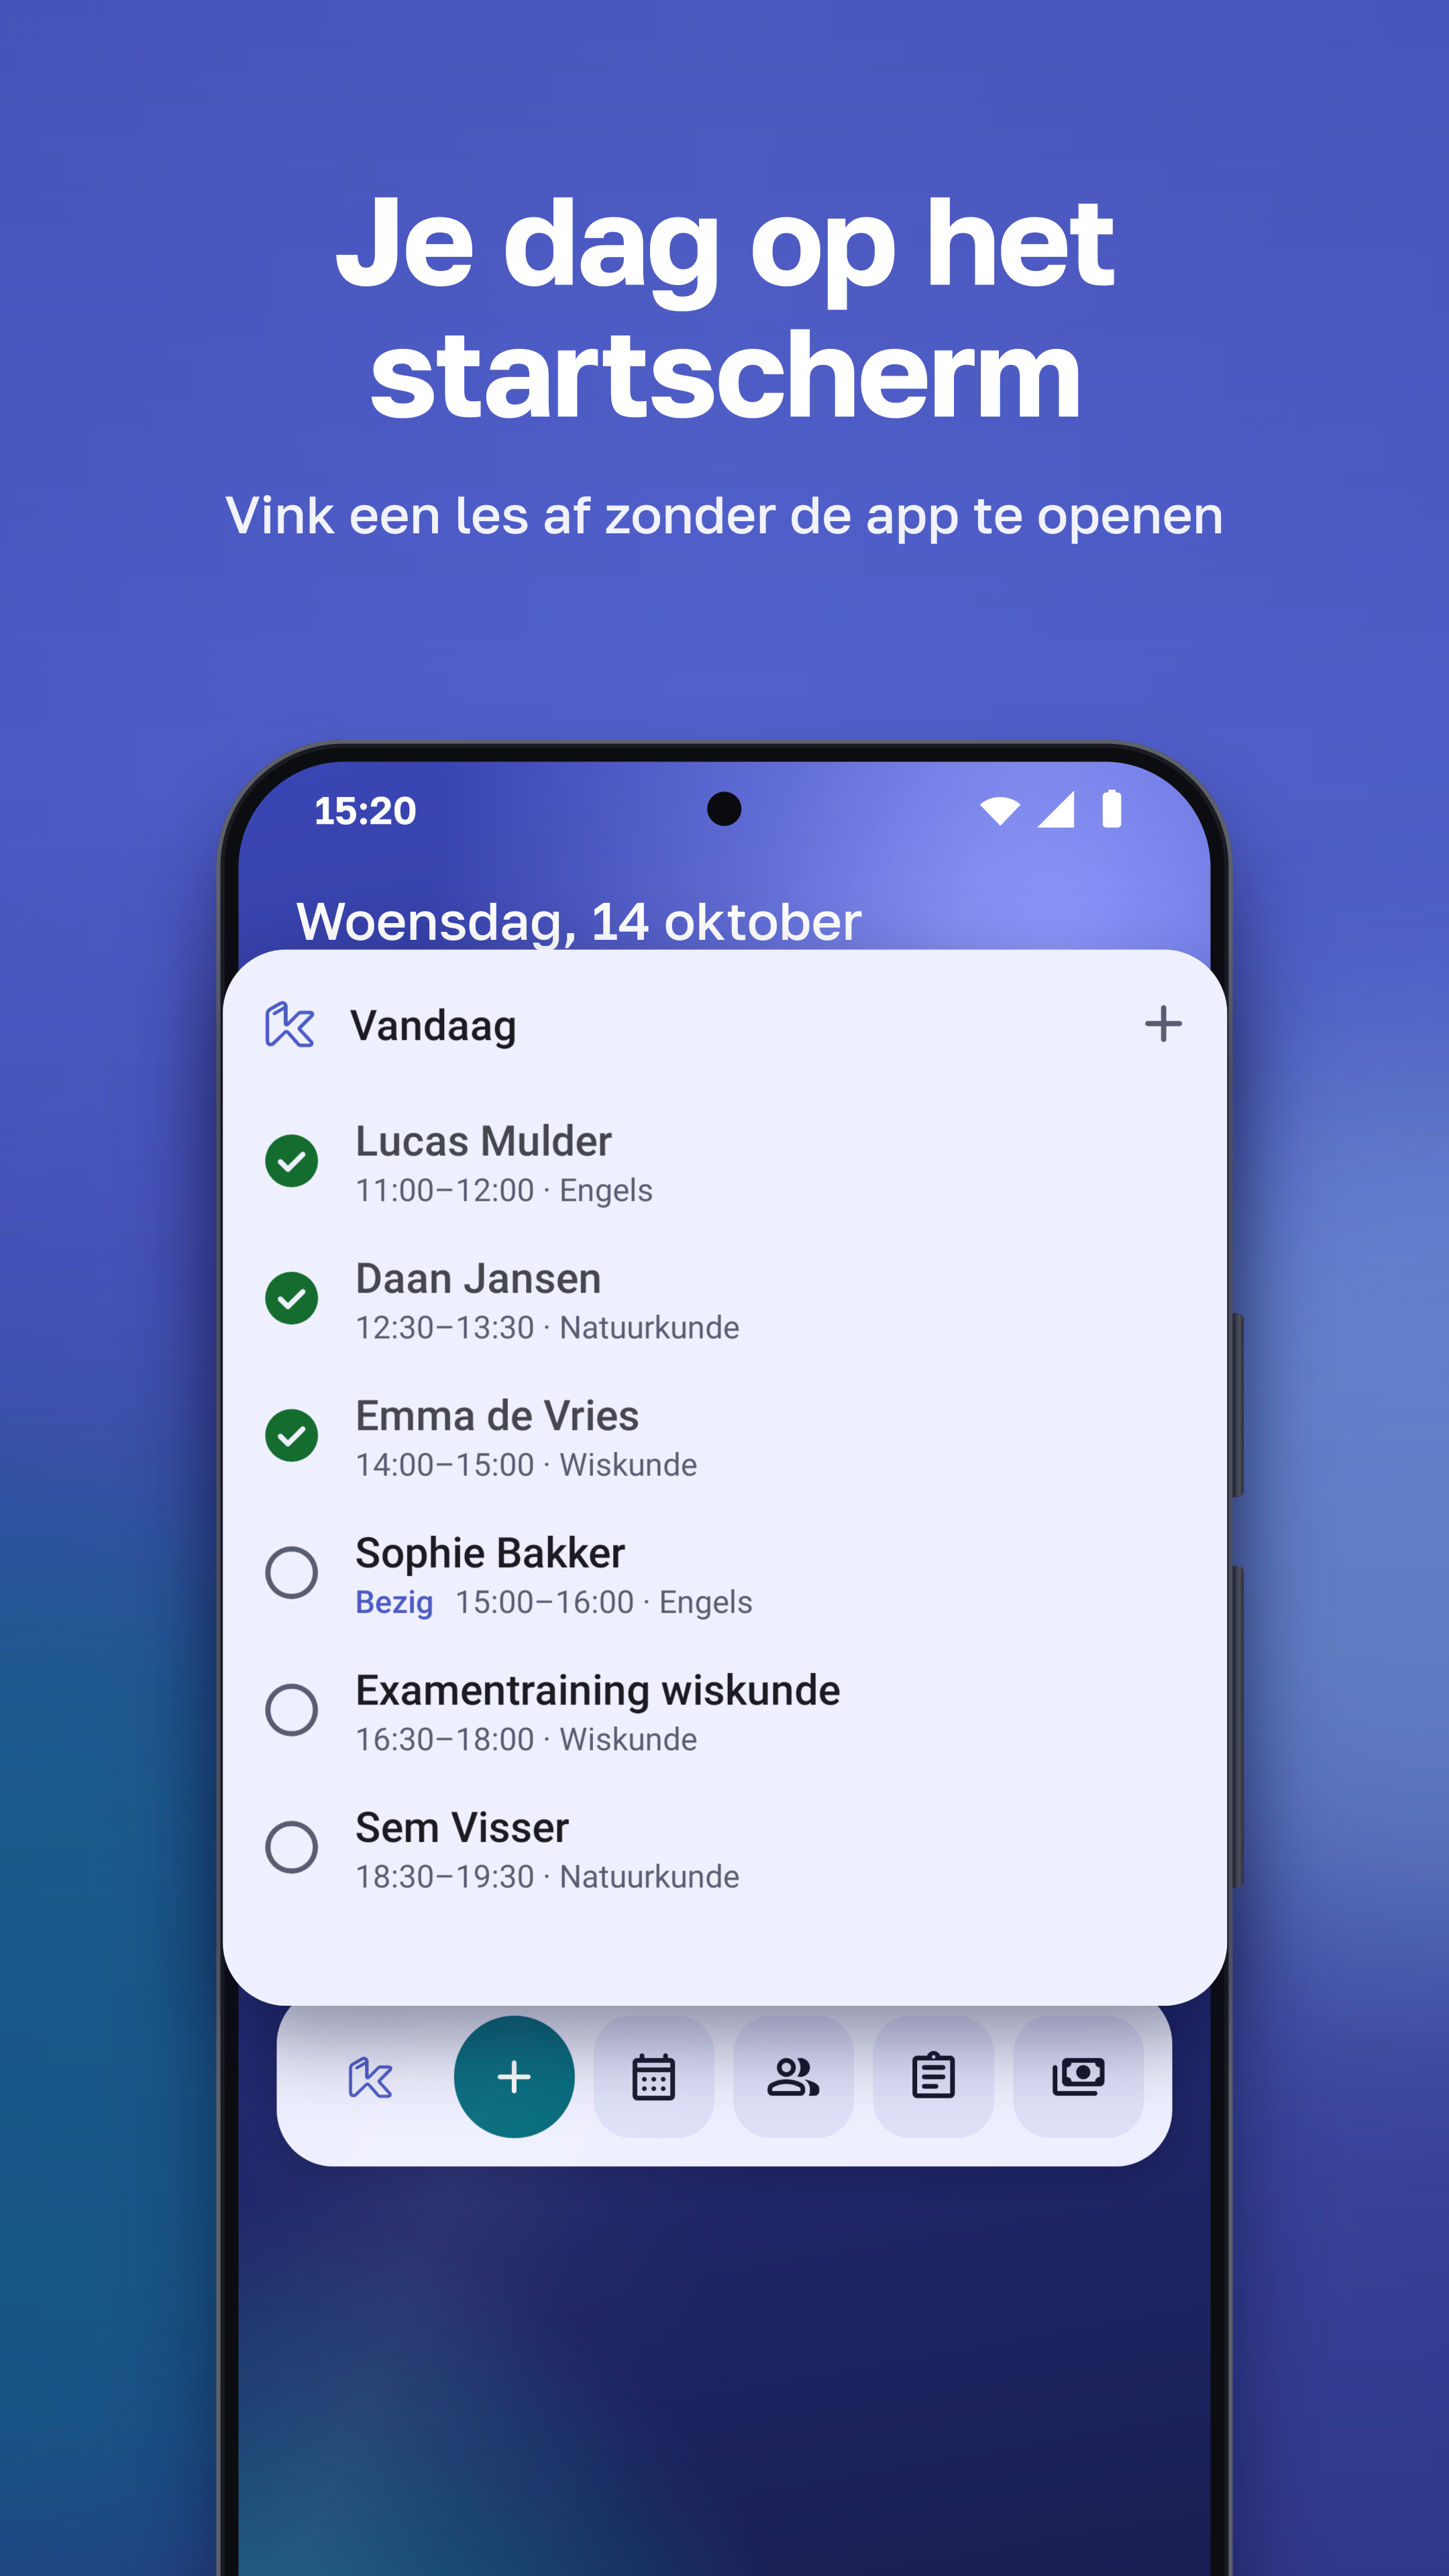 Je dag op het
startscherm
Vink een les af zonder de app te openen
15:20
Woensdag, 14 oktober
Vandaag
Lucas Mulder
11:00–12:00 · Engels
Daan Jansen
12:30–13:30 · Natuurkunde
Emma de Vries
14:00–15:00 · Wiskunde
Sophie Bakker
Bezig 15:00–16:00 · Engels
Examentraining wiskunde
16:30–18:00 · Wiskunde
Sem Visser
18:30–19:30 · Natuurkunde